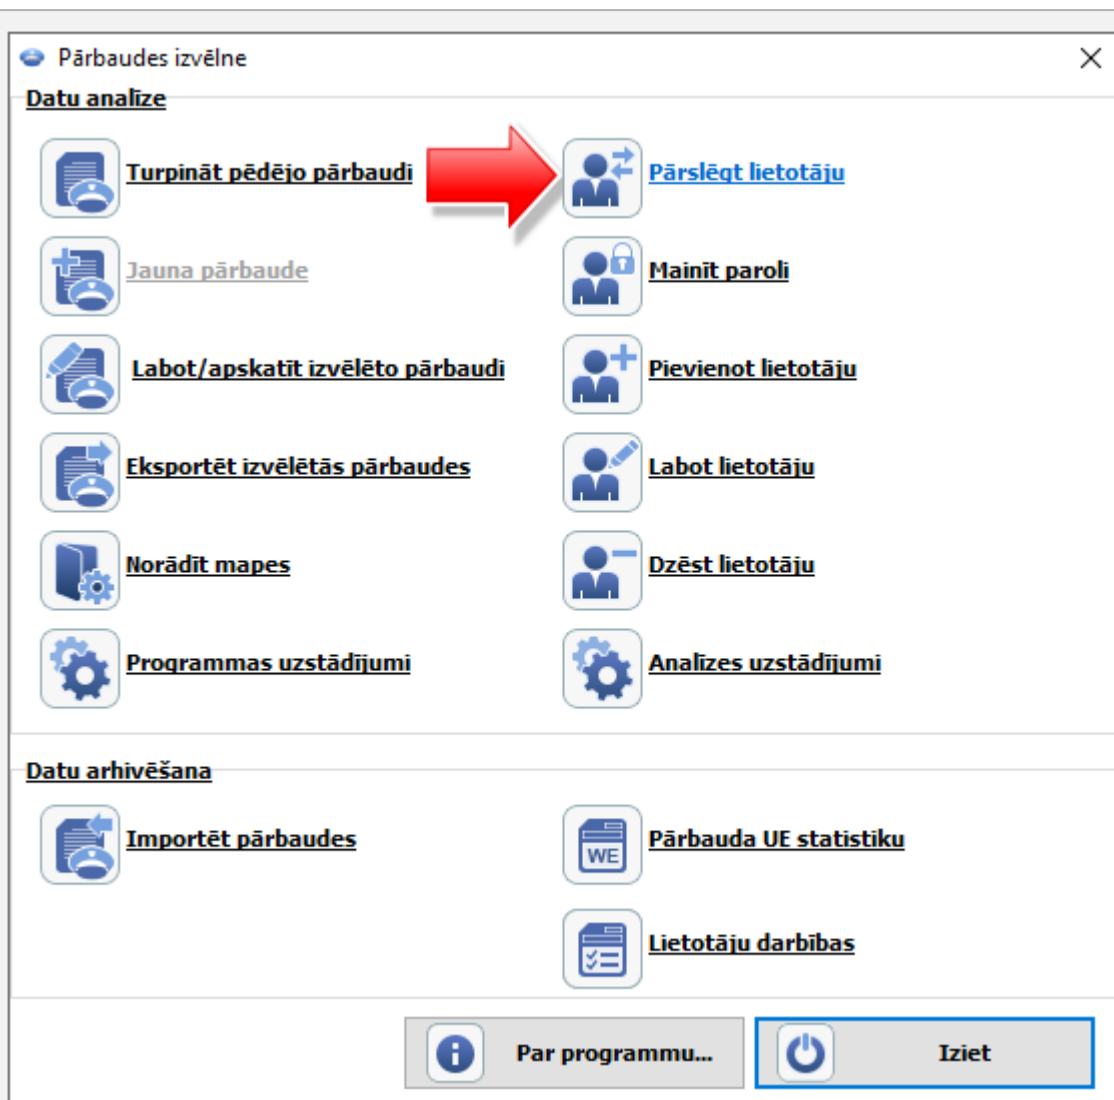 Pārbaudes izvēlne
Datu analīze
Turpināt pēdējo pārbaudi
Pārslēgt lietotāju
Jauna pārbaude
Mainīt paroli
Labot/apskatīt izvēlēto pārbaudi
Pievienot lietotāju
Eksportēt izvēlētās pārbaudes
Labot lietotāju
Norādīt mapes
Dzēst lietotāju
Programmas uzstādījumi
Analīzes uzstādījumi
Datu arhivēšana
Importēt pārbaudes
WE
Pārbauda UE statistiku
Lietotāju darbības
Par programmu...
Iziet